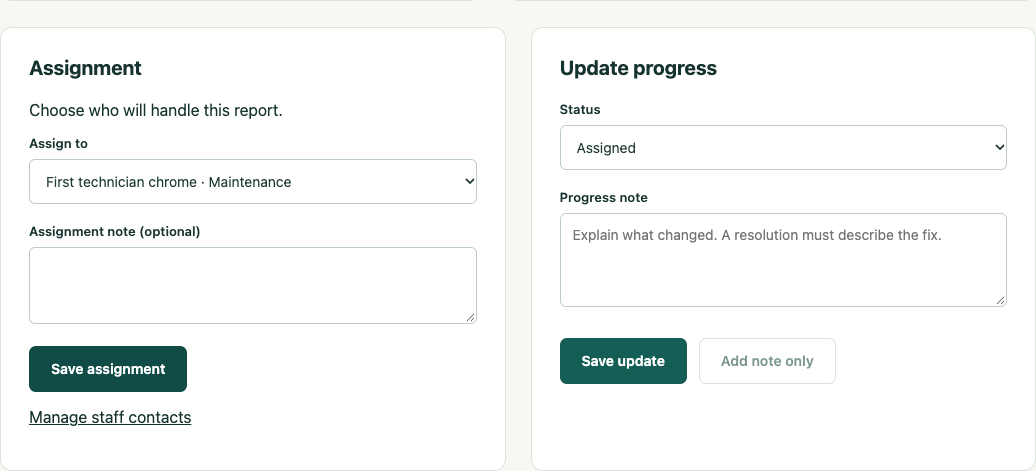 Assignment
Choose who will handle this report.
Assign to
First technician chrome · Maintenance
Assignment note (optional)
Save assignment
Manage staff contacts
Update progress
Status
Assigned
Progress note
Explain what changed. A resolution must describe the fix.
Save update
Add note only